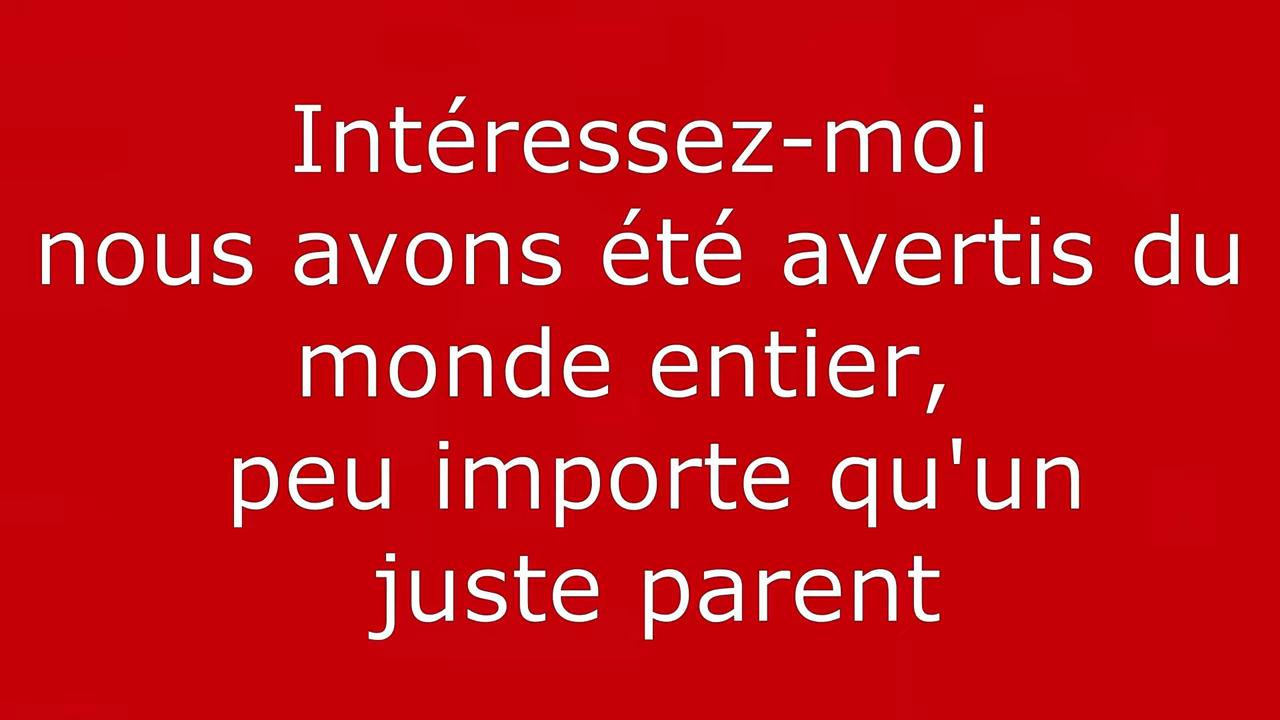 Intéressez-moi
nous avons été avertis du
monde entier,
peu importe qu'un
juste parent